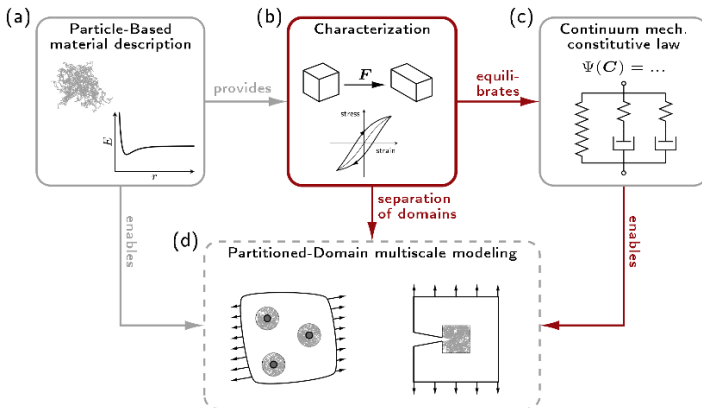 (a)
Particle-Based
material description
E
r
provides
(b)
Characterization
F
stress
strain
equili-
brates
(c)
Continuum mech.
constitutive law
Ψ(C) = ...
enables
separation
of domains
enables
(d)
Partitioned-Domain multiscale modeling